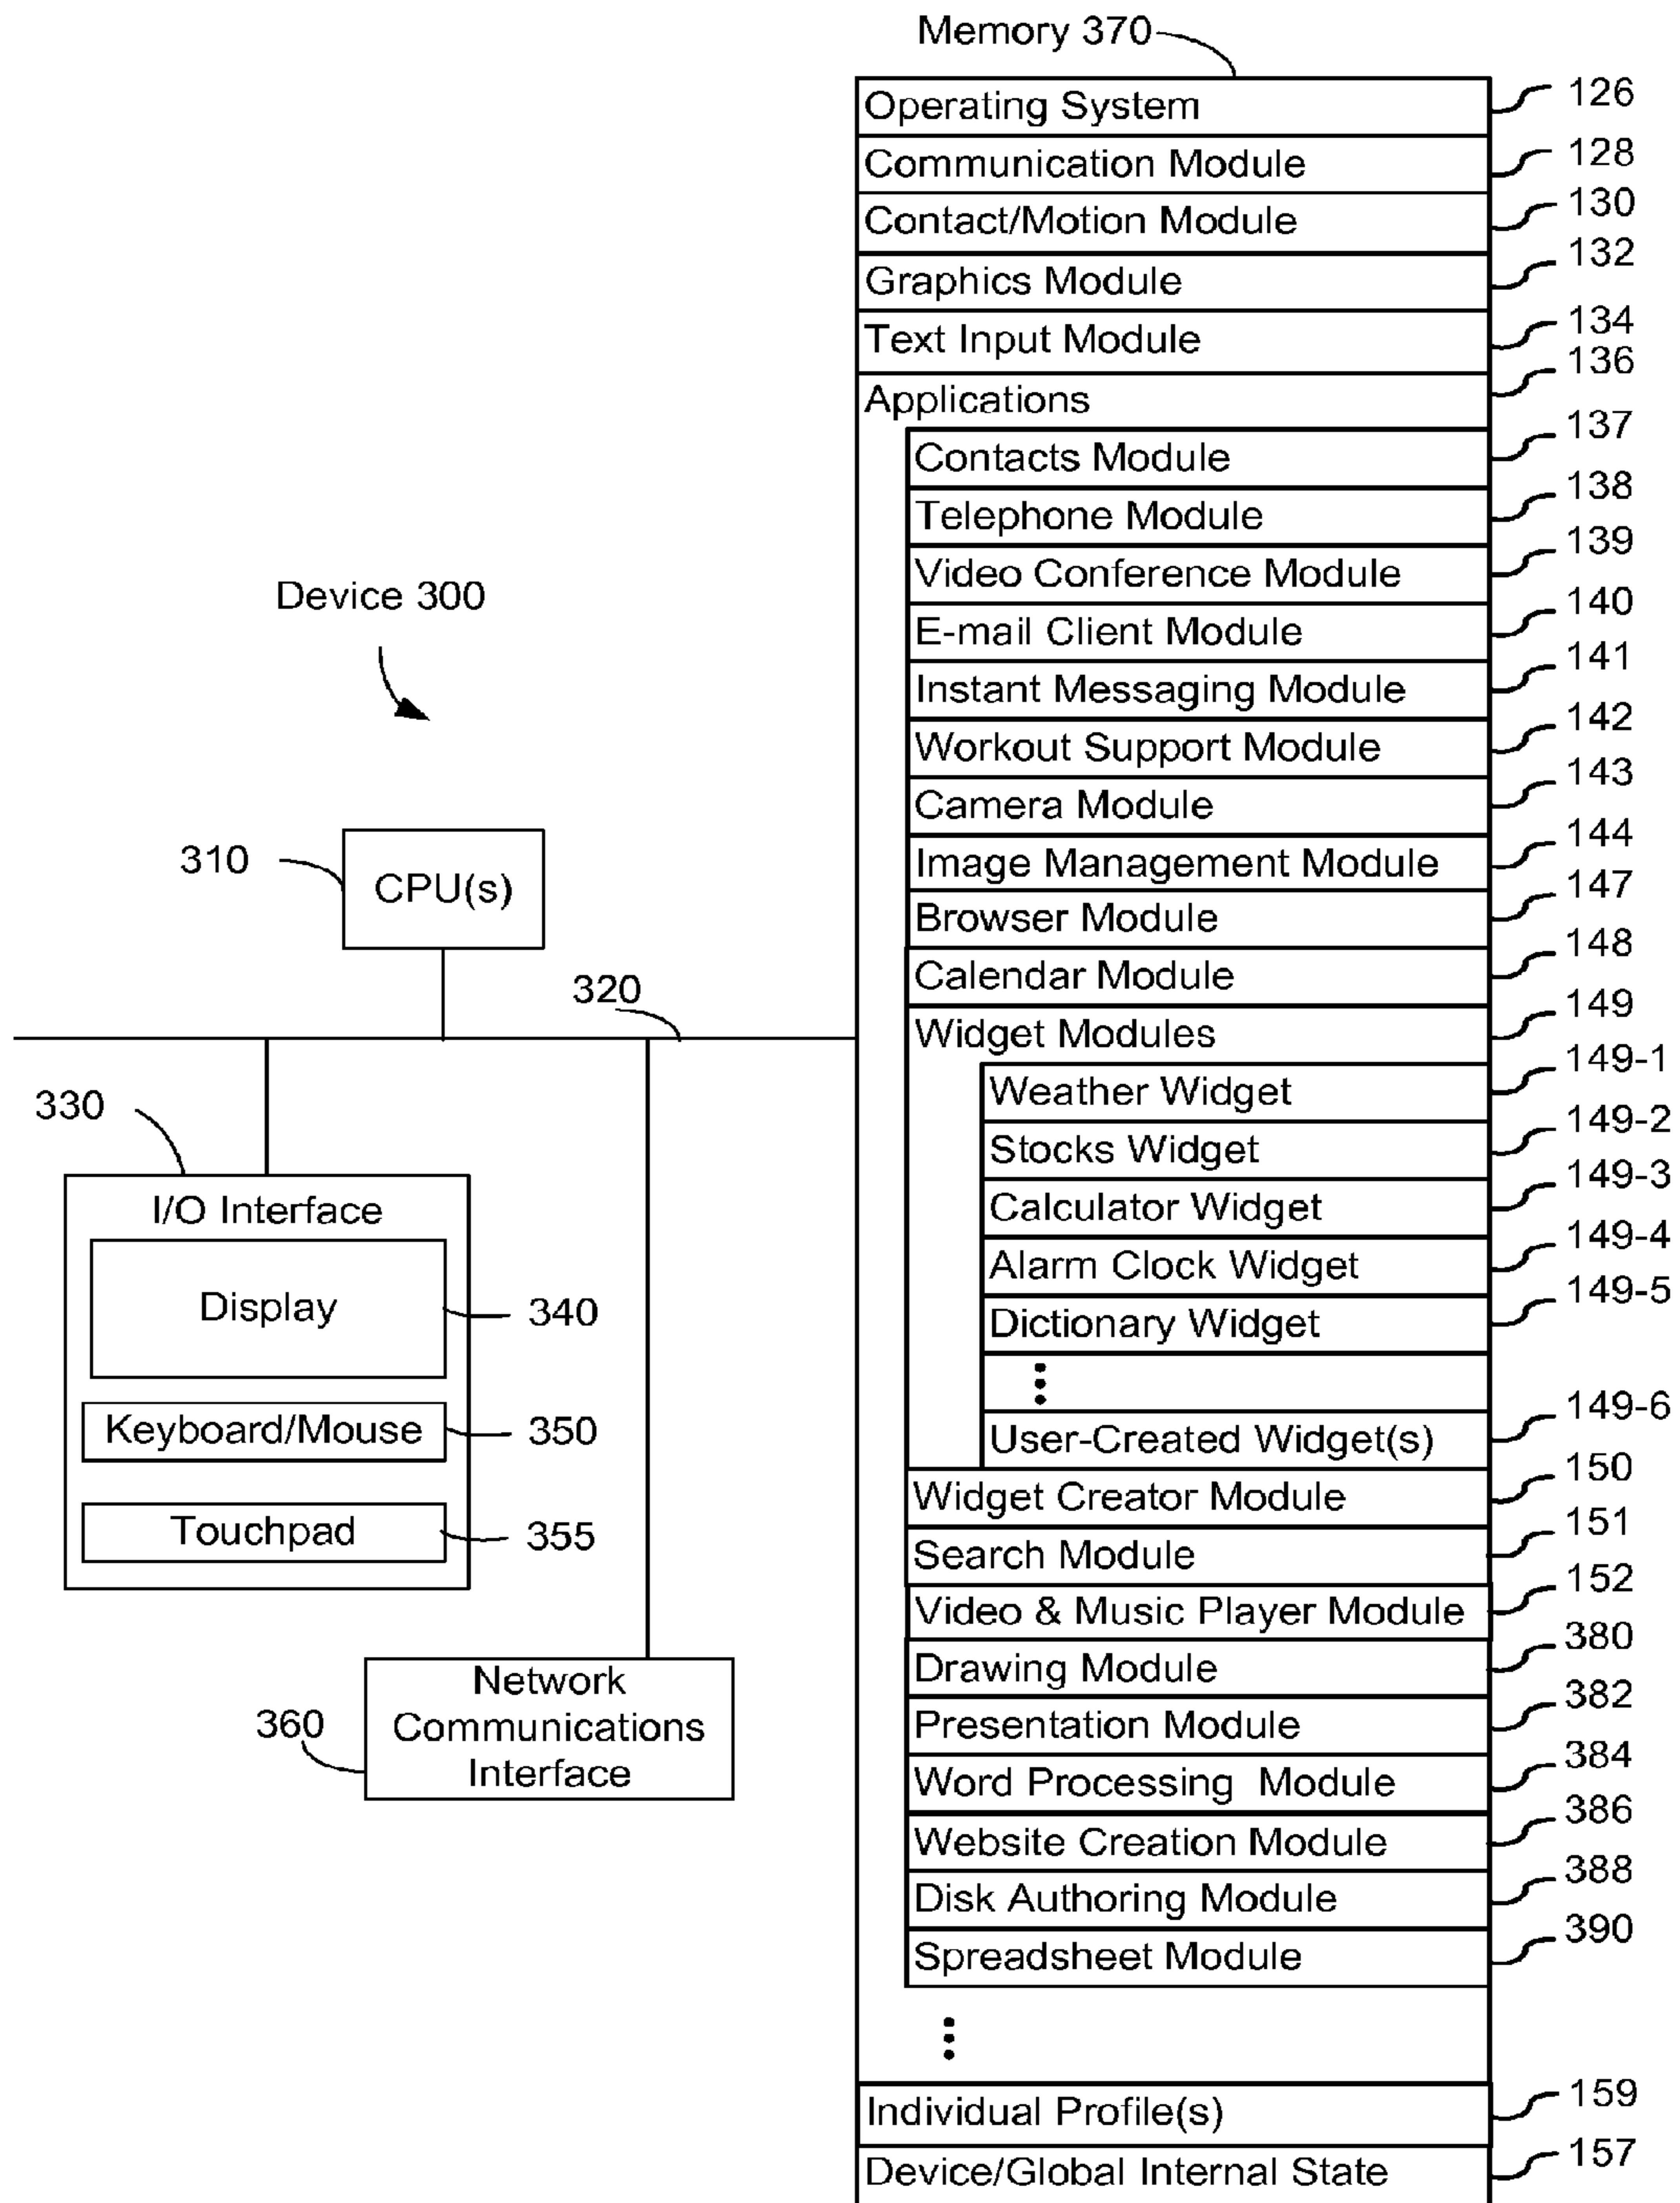 Memory 370
Operating System 126
Communication Module 128
Contact/Motion Module 130
Graphics Module 132
Text Input Module 134
Applications 136
Contacts Module 137
Telephone Module 138
Video Conference Module 139
E-mail Client Module 140
Instant Messaging Module 141
Workout Support Module 142
Camera Module 143
Image Management Module 144
Browser Module 147
Calendar Module 148
Widget Modules 149
Weather Widget 149-1
Stocks Widget 149-2
Calculator Widget 149-3
Alarm Clock Widget 149-4
Dictionary Widget 149-5
User-Created Widget(s) 149-6
Widget Creator Module 150
Search Module 151
Video & Music Player Module 152
Drawing Module 380
Presentation Module 382
Word Processing Module 384
Website Creation Module 386
Disk Authoring Module 388
Spreadsheet Module 390
Individual Profile(s) 159
Device/Global Internal State 157
Device 300
310
CPU(s)
320
330
I/O Interface
Display 340
Keyboard/Mouse 350
Touchpad 355
360
Network
Communications
Interface